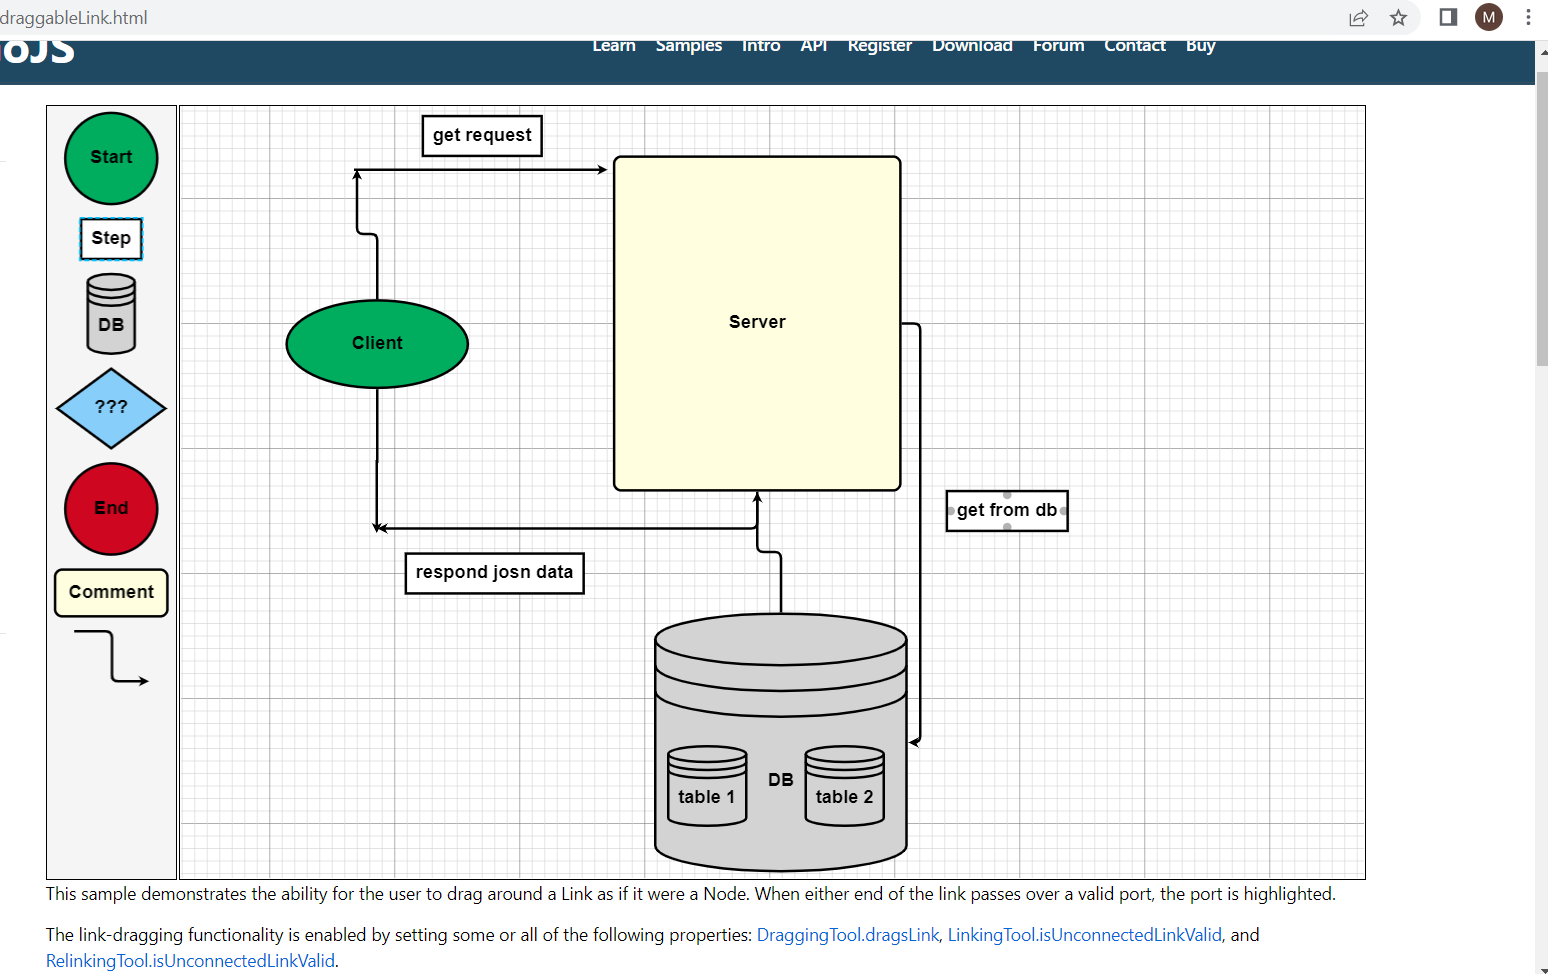 draggableLink.html
M
oJS
Learn Samples Intro API Register Download Forum Contact Buy
Start
Step
DB
???
End
Comment
get request
Server
Client
get from db
respond josn data
DB
table 1
table 2
This sample demonstrates the ability for the user to drag around a Link as if it were a Node. When either end of the link passes over a valid port, the port is highlighted.
The link-dragging functionality is enabled by setting some or all of the following properties: DraggingTool.dragsLink, LinkingTool.isUnconnectedLinkValid, and
RelinkingTool.isUnconnectedLinkValid.